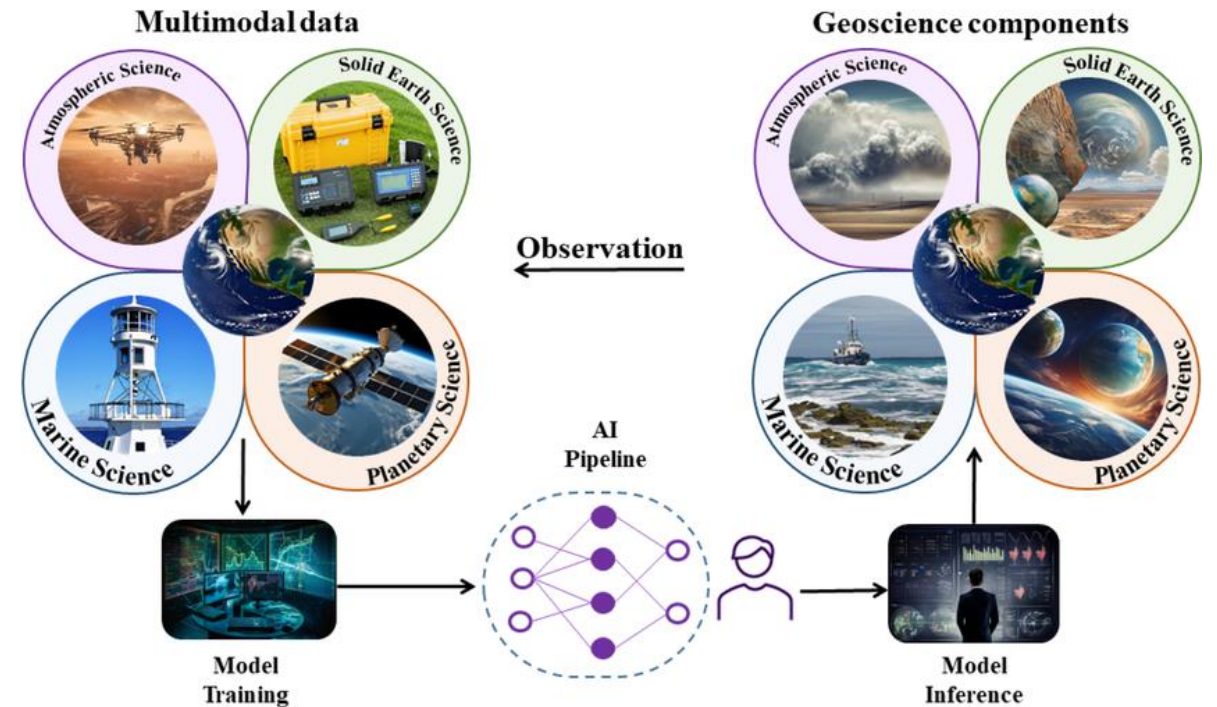 Multimodal data
Atmospheric Science
Solid Earth Science
Marine Science
Planetary Science
Observation
Geoscience components
Atmospheric Science
Solid Earth Science
Marine Science
Planetary Science
AI
Pipeline
Model
Training
Model
Inference